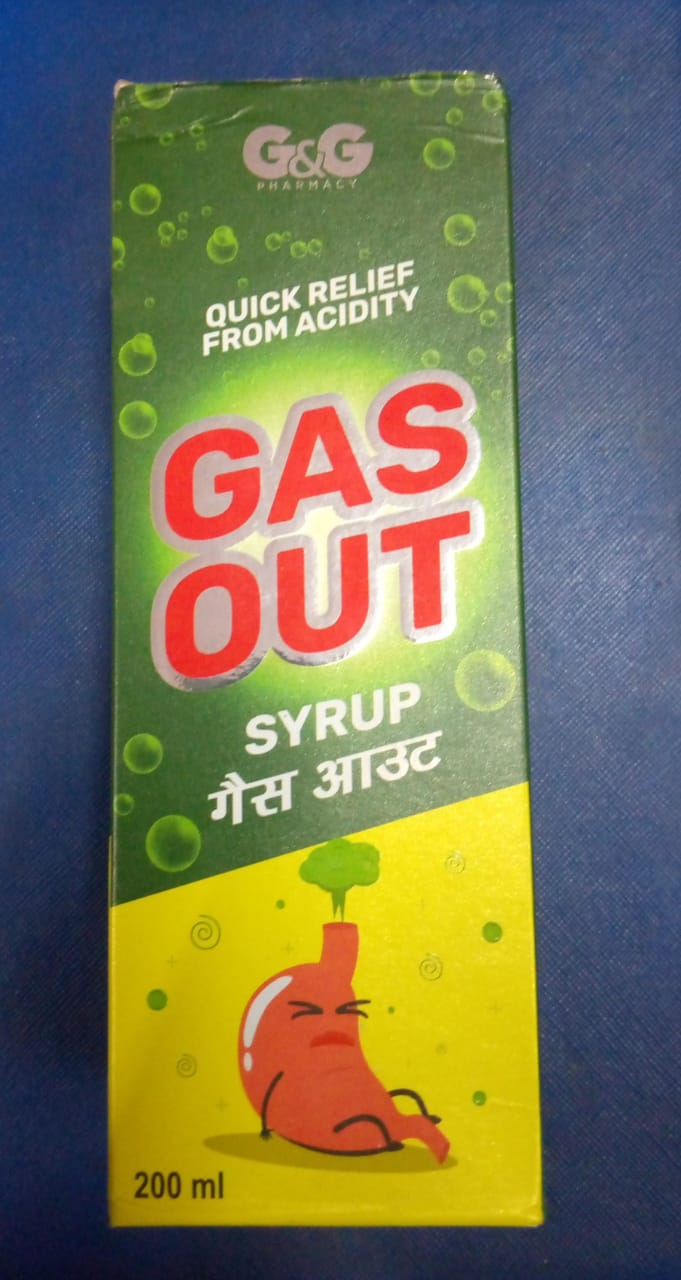 G&G
PHARMACY
QUICK RELIEF
FROM ACIDITY
GAS
OUT
SYRUP
गैस आउट
200 ml